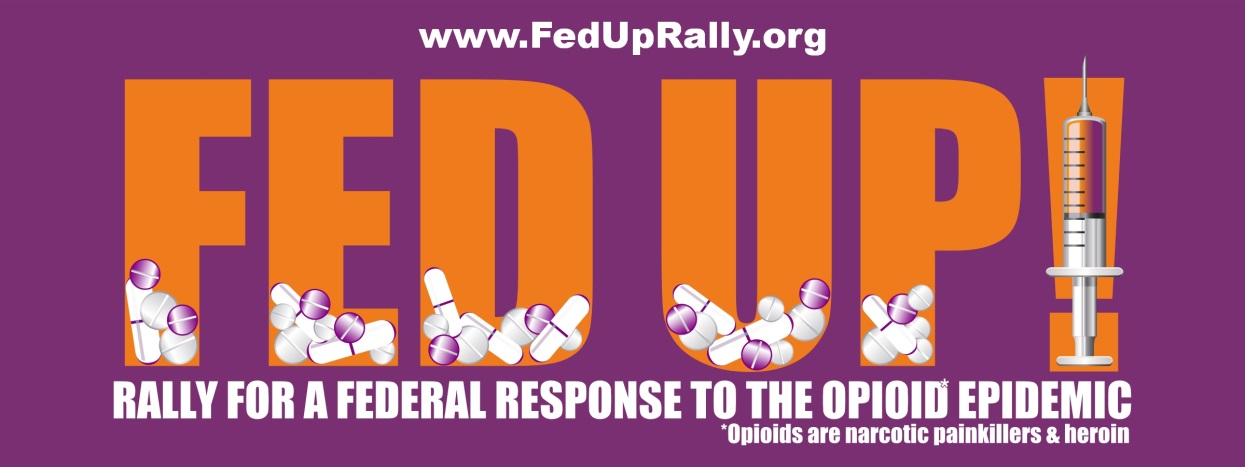 www.FedUpRally.org
FED UP!
RALLY FOR A FEDERAL RESPONSE TO THE OPIOID* EPIDEMIC
*Opioids are narcotic painkillers & heroin